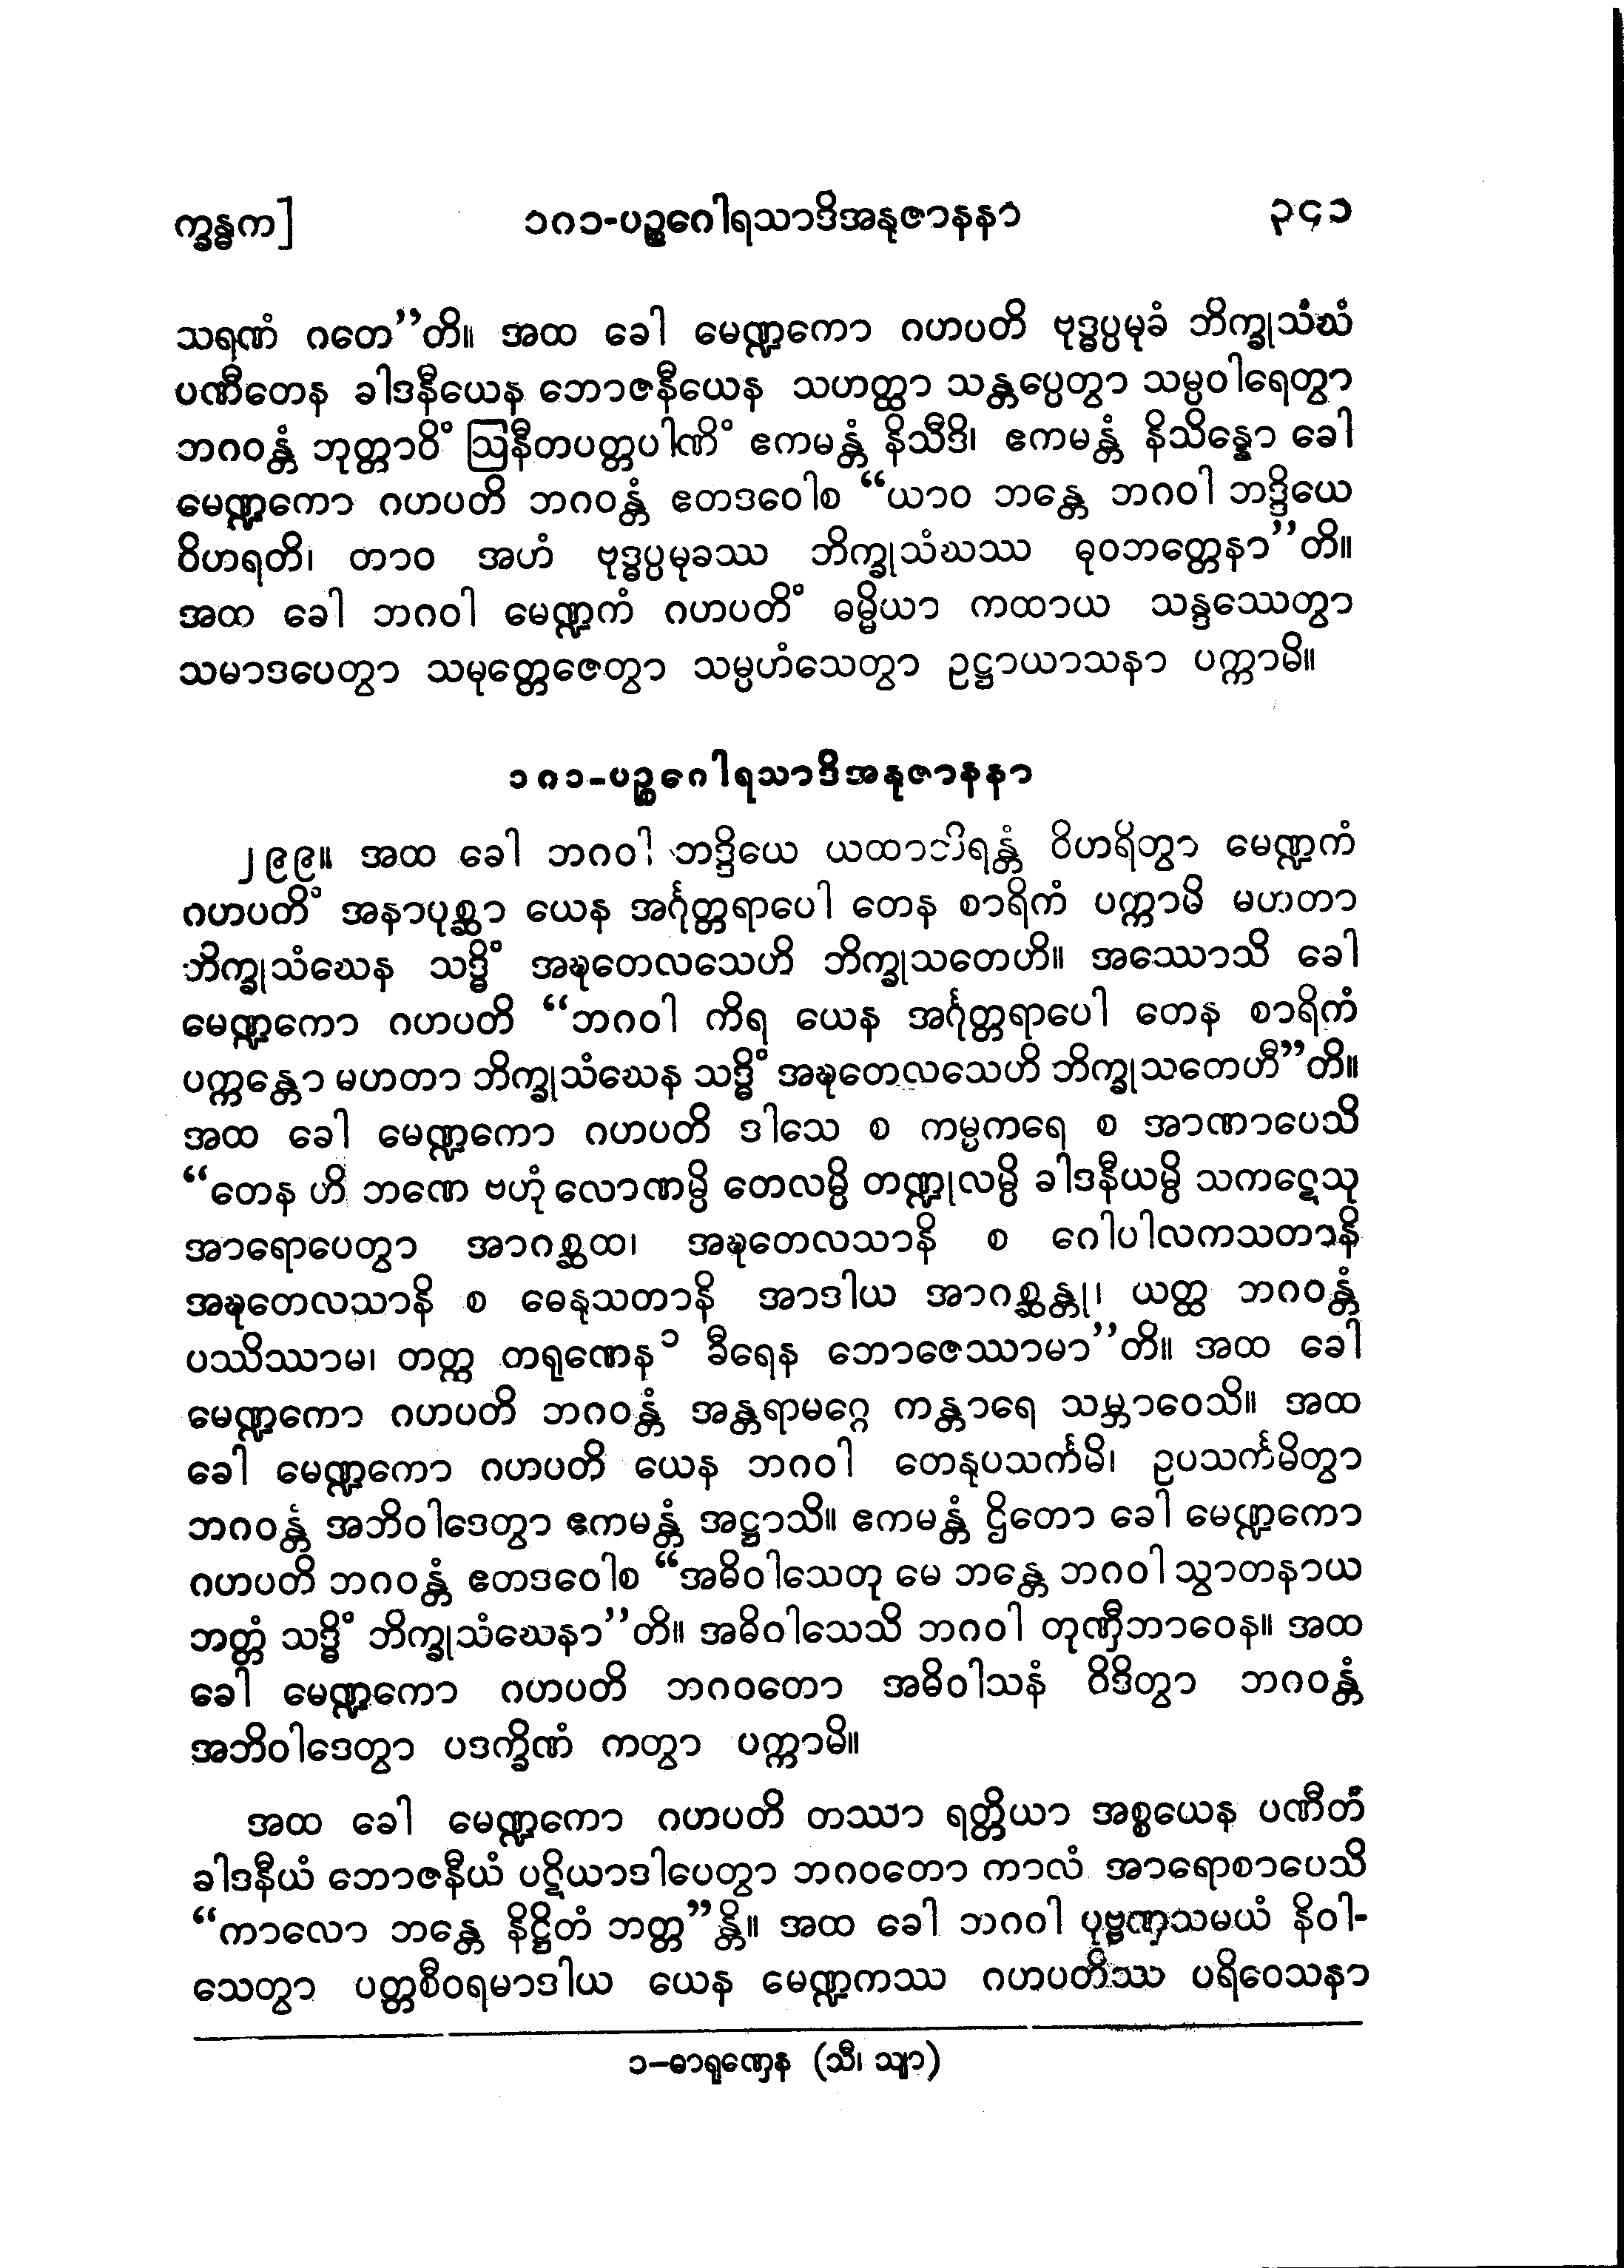 က္ခန္ဓက] ၁၈၁-ပဉ္စဂေါရသာဒိအနုဇာနနာ ၃၄၁
သရဏံ ဂတေ”တိ။ အထ ခေါ မေဏ္ဍကော ဂဟပတိ ဗုဒ္ဓပ္ပမုခံ ဘိက္ခုသံဃံ
ပဏီတေန ခါဒနီယေန ဘောဇနီယေန သဟတ္ထာ သန္တပ္ပေတွာ သမ္ပဝါရေတွာ
ဘဂဝန္တံ ဘုတ္တာဝိံ ဩနီတပတ္တပါဏိံ ဧကမန္တံ နိသီဒိ၊ ဧကမန္တံ နိသိန္နော ခေါ
မေဏ္ဍကော ဂဟပတိ ဘဂဝန္တံ ဧတဒဝေါစ “ယာဝ ဘန္တေ ဘဂဝါ ဘဒ္ဒိယေ
ဝိဟရတိ၊ တာဝ အဟံ ဗုဒ္ဓပ္ပမုခဿ ဘိက္ခုသံဃဿ ဓုဝဘတ္တေနာ”တိ။
အထ ခေါ ဘဂဝါ မေဏ္ဍကံ ဂဟပတိံ ဓမ္မိယာ ကထာယ သန္ဒဿေတွာ
သမာဒပေတွာ သမုတ္တေဇေတွာ သမ္ပဟံသေတွာ ဥဋ္ဌာယာသနာ ပက္ကာမိ။
၁၈၁-ပဉ္စဂေါရသာဒိအနုဇာနနာ
၂၉၉။ အထ ခေါ ဘဂဝါ ဘဒ္ဒိယေ ယထာဘိရန္တံ ဝိဟရိတွာ မေဏ္ဍကံ
ဂဟပတိံ အနာပုစ္ဆာ ယေန အင်္ဂုတ္တရာပေါ တေန စာရိကံ ပက္ကာမိ မဟတာ
ဘိက္ခုသံဃေန သဒ္ဓိံ အဍ္ဎတေလသေဟိ ဘိက္ခုသတေဟိ။ အဿောသိ ခေါ
မေဏ္ဍကော ဂဟပတိ “ဘဂဝါ ကိရ ယေန အင်္ဂုတ္တရာပေါ တေန စာရိကံ
ပက္ကန္တော မဟတာ ဘိက္ခုသံဃေန သဒ္ဓိံ အဍ္ဎတေလသေဟိ ဘိက္ခုသတေဟီ”တိ။
အထ ခေါ မေဏ္ဍကော ဂဟပတိ ဒါသေ စ ကမ္မကရေ စ အာဏာပေသိ
“တေန ဟိ ဘဏေ ဗဟုံ လောဏမ္ပိ တေလမ္ပိ တဏ္ဍုလမ္ပိ ခါဒနီယမ္ပိ သကဋေသု
အာရောပေတွာ အာဂစ္ဆထ၊ အဍ္ဎတေလသာနိ စ ဂေါပါလကသတာနိ
အဍ္ဎတေလသာနိ စ ဓေနုသတာနိ အာဒါယ အာဂစ္ဆန္တု၊ ယတ္ထ ဘဂဝန္တံ
ပဿိဿာမ၊ တတ္ထ တရုဏေန ၁ ခီရေန ဘောဇေဿာမာ”တိ။ အထ ခေါ
မေဏ္ဍကော ဂဟပတိ ဘဂဝန္တံ အန္တရာမဂ္ဂေ ကန္တာရေ သမ္ဘာဝေသိ။ အထ
ခေါ မေဏ္ဍကော ဂဟပတိ ယေန ဘဂဝါ တေနုပသင်္ကမိ၊ ဥပသင်္ကမိတွာ
ဘဂဝန္တံ အဘိဝါဒေတွာ ဧကမန္တံ အဋ္ဌာသိ။ ဧကမန္တံ ဌိတော ခေါ မေဏ္ဍကော
ဂဟပတိ ဘဂဝန္တံ ဧတဒဝေါစ “အဓိဝါသေတု မေ ဘန္တေ ဘဂဝါ သွာတနာယ
ဘတ္တံ သဒ္ဓိံ ဘိက္ခုသံဃေနာ”တိ။ အဓိဝါသေသိ ဘဂဝါ တုဏှီဘာဝေန။ အထ
ခေါ မေဏ္ဍကော ဂဟပတိ ဘဂဝတော အဓိဝါသနံ ဝိဒိတွာ ဘဂဝန္တံ
အဘိဝါဒေတွာ ပဒက္ခိဏံ ကတွာ ပက္ကာမိ။
အထ ခေါ မေဏ္ဍကော ဂဟပတိ တဿာ ရတ္တိယာ အစ္စယေန ပဏီတံ
ခါဒနီယံ ဘောဇနီယံ ပဋိယာဒါပေတွာ ဘဂဝတော ကာလံ အာရောစာပေသိ
“ကာလော ဘန္တေ နိဋ္ဌိတံ ဘတ္တ”န္တိ။ အထ ခေါ ဘဂဝါ ပုဗ္ဗဏှသမယံ နိဝါ-
သေတွာ ပတ္တစီဝရမာဒါယ ယေန မေဏ္ဍကဿ ဂဟပတိဿ ပရိဝေသနာ
၁-ဓာရုဏှေန (သီ၊ သျာ)